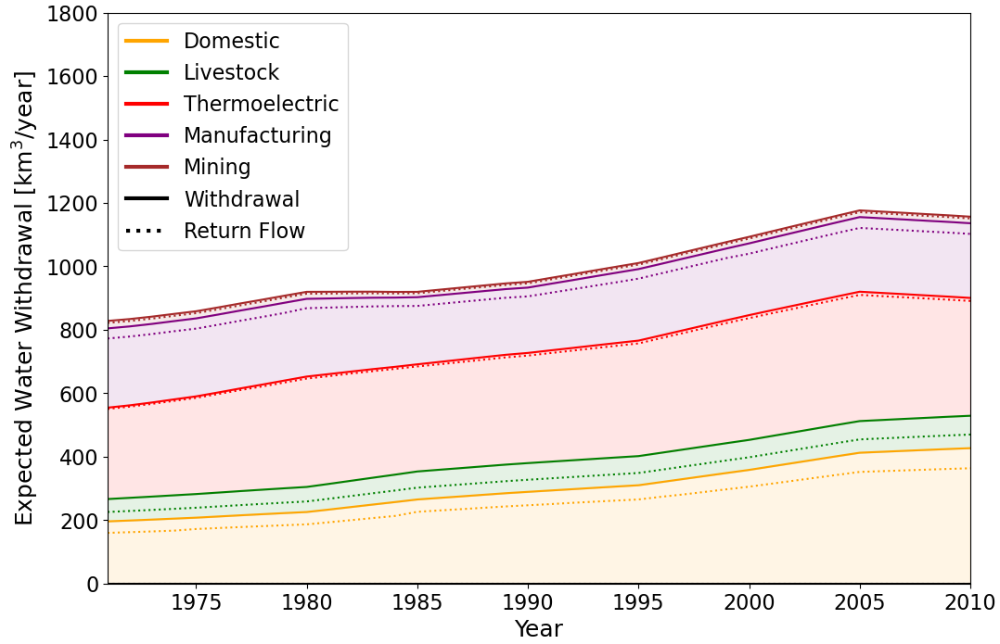 1800
1600
1400
1200
1000
800
600
400
200
0
Expected Water Withdrawal [km³/year]
Domestic
Livestock
Thermoelectric
Manufacturing
Mining
Withdrawal
Return Flow
1975 1980 1985 1990 1995 2000 2005 2010
Year